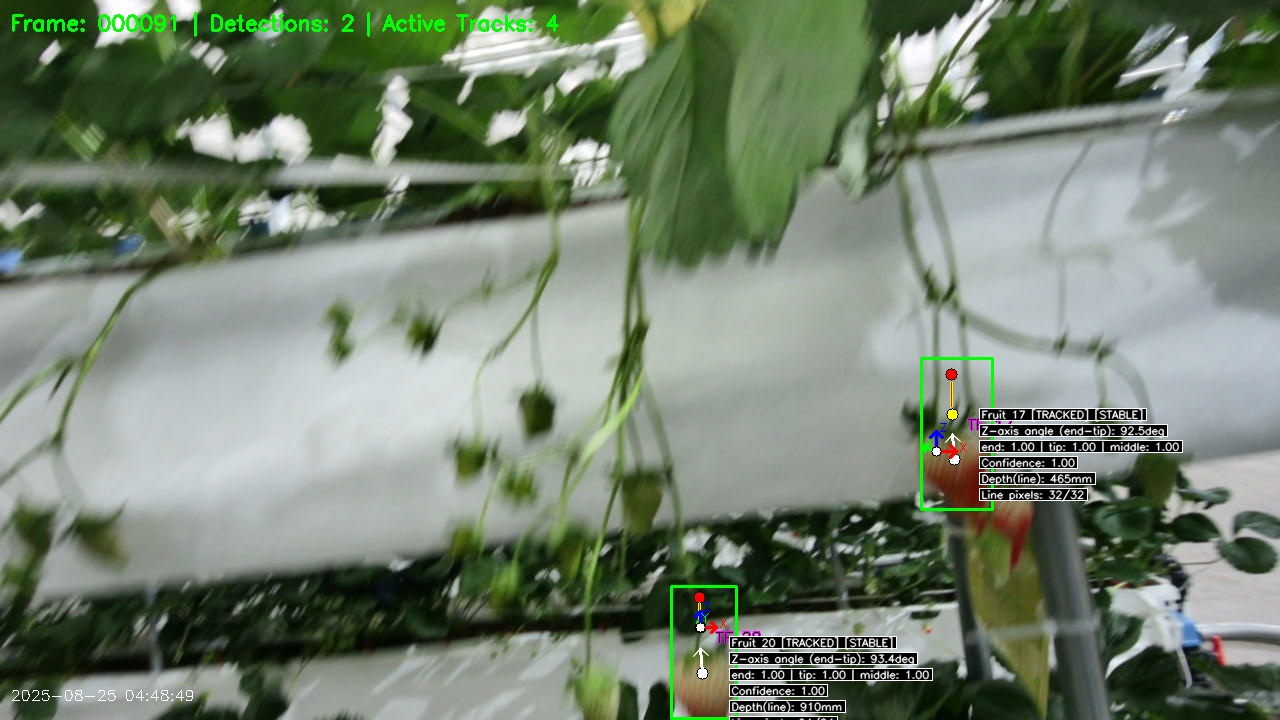 Frame: 000091 | Detections: 2 | Active Tracks: 4
Fruit 17 [TRACKED] [STABLE]
Z-axis angle (end-tip): 92.5deg
end: 1.00 | tip: 1.00 | middle: 1.00
Confidence: 1.00
Depth(line): 465mm
Line pixels: 32/32
Z
X
X
Fruit 20 [TRACKED] [STABLE]
Z-axis angle (end-tip): 93.4deg
end: 1.00 | tip: 1.00 | middle: 1.00
Confidence: 1.00
Depth(line): 910mm
2025-08-25 04:48:49